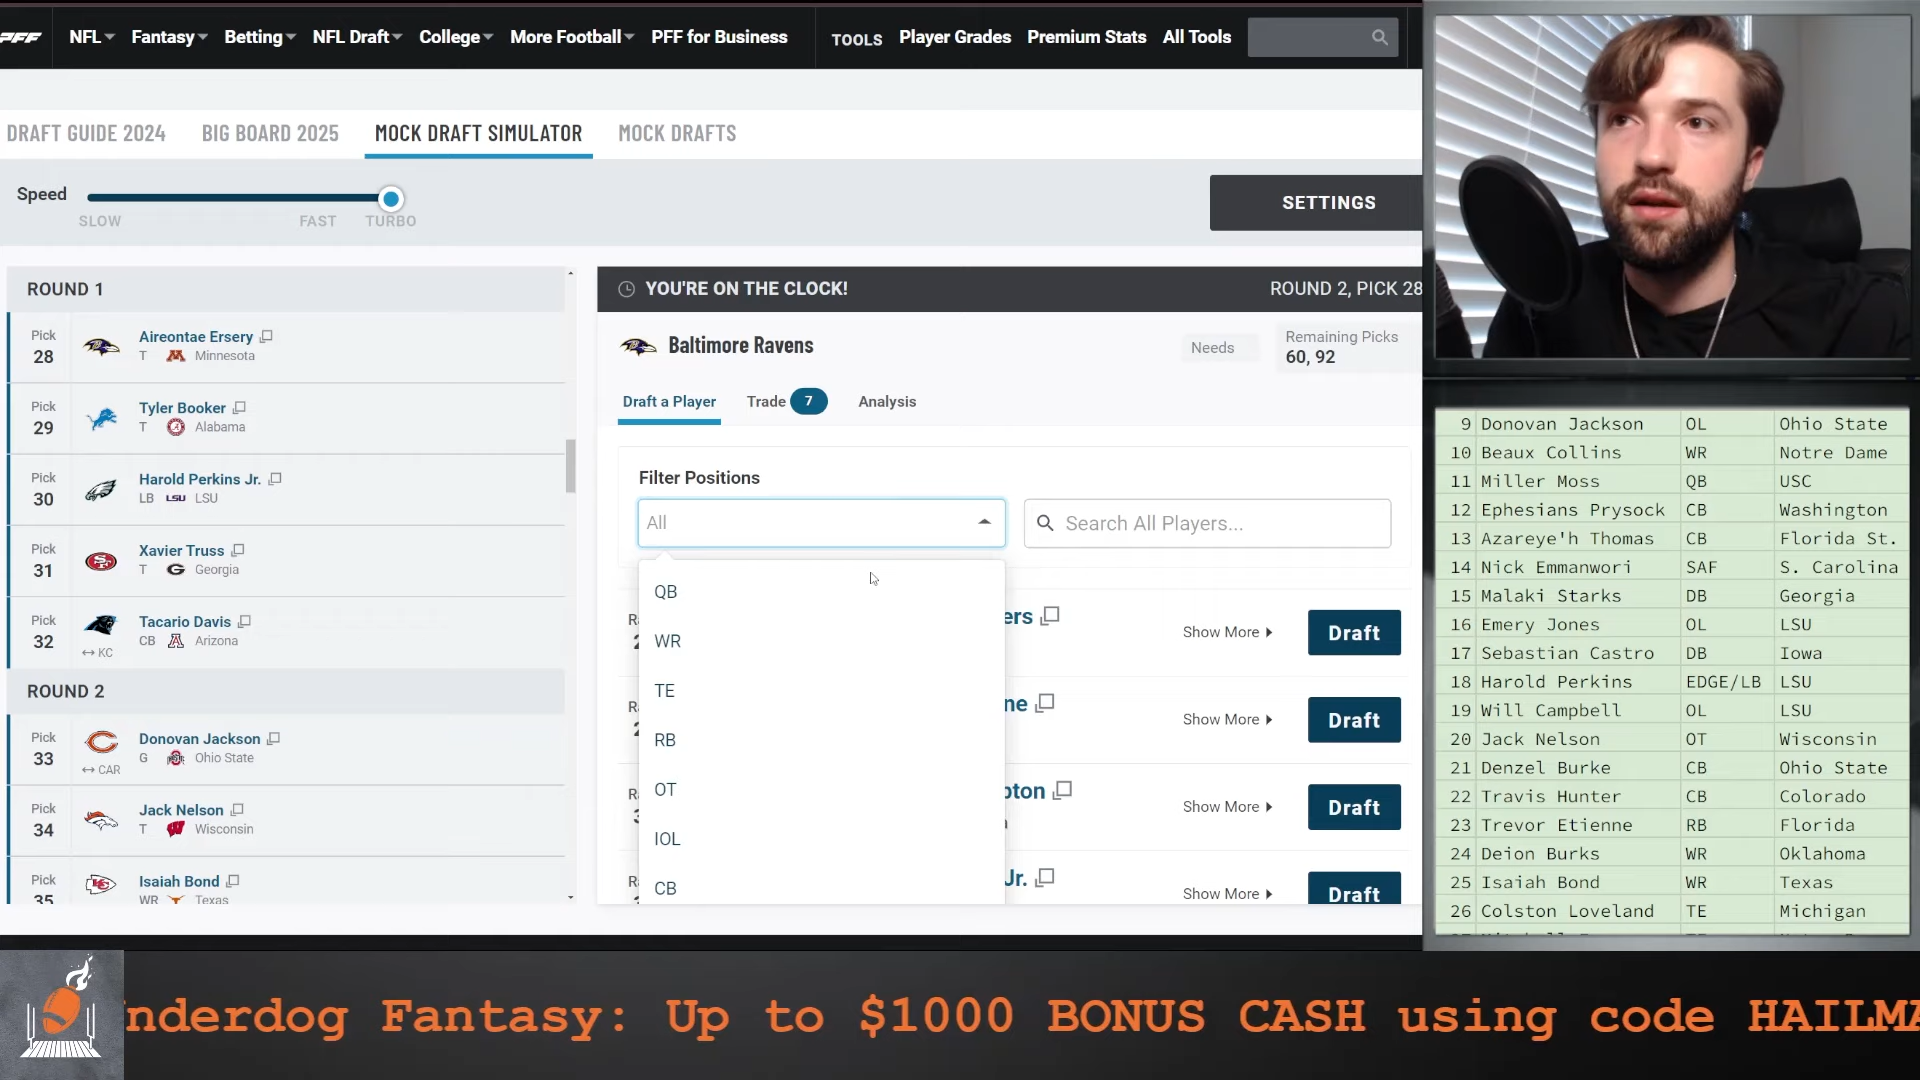 PFF NFL Fantasy Betting NFL Draft College More Football PFF for Business TOOLS Player Grades Premium Stats All Tools
DRAFT GUIDE 2024 BIG BOARD 2025 MOCK DRAFT SIMULATOR MOCK DRAFTS
Speed
SLOW FAST TURBO
SETTINGS
ROUND 1
Pick 28 Aireontae Ersery
T Minnesota
Pick 29 Tyler Booker
T Alabama
Pick 30 Harold Perkins Jr.
LB LSU LSU
Pick 31 Xavier Truss
T Georgia
Pick 32 Tacario Davis
KC CB Arizona
ROUND 2
Pick 33 Donovan Jackson
CAR G Ohio State
Pick 34 Jack Nelson
T Wisconsin
Pick 35 Isaiah Bond
WR Texas
YOU'RE ON THE CLOCK! ROUND 2, PICK 28
Baltimore Ravens
Needs
Remaining Picks
60, 92
Draft a Player Trade 7 Analysis
Filter Positions
All
Search All Players...
QB
WR
TE
RB
OT
IOL
CB
ers Show More Draft
ne Show More Draft
pton Show More Draft
Jr. Show More Draft
9 Donovan Jackson OL Ohio State
10 Beaux Collins WR Notre Dame
11 Miller Moss QB USC
12 Ephesians Prysock CB Washington
13 Azareye'h Thomas CB Florida St.
14 Nick Emmanwori SAF S. Carolina
15 Malaki Starks DB Georgia
16 Emery Jones OL LSU
17 Sebastian Castro DB Iowa
18 Harold Perkins EDGE/LB LSU
19 Will Campbell OL LSU
20 Jack Nelson OT Wisconsin
21 Denzel Burke CB Ohio State
22 Travis Hunter CB Colorado
23 Trevor Etienne RB Florida
24 Deion Burks WR Oklahoma
25 Isaiah Bond WR Texas
26 Colston Loveland TE Michigan
nderdog Fantasy: Up to $1000 BONUS CASH using code HAILMA